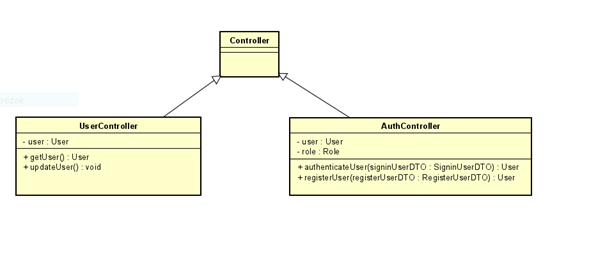 Controller
UserController
- user : User
+ getUser() : User
+ updateUser() : void
AuthController
- user : User
- role : Role
+ authenticateUser(signinUserDTO : SigninUserDTO) : User
+ registerUser(registerUserDTO : RegisterUserDTO) : User